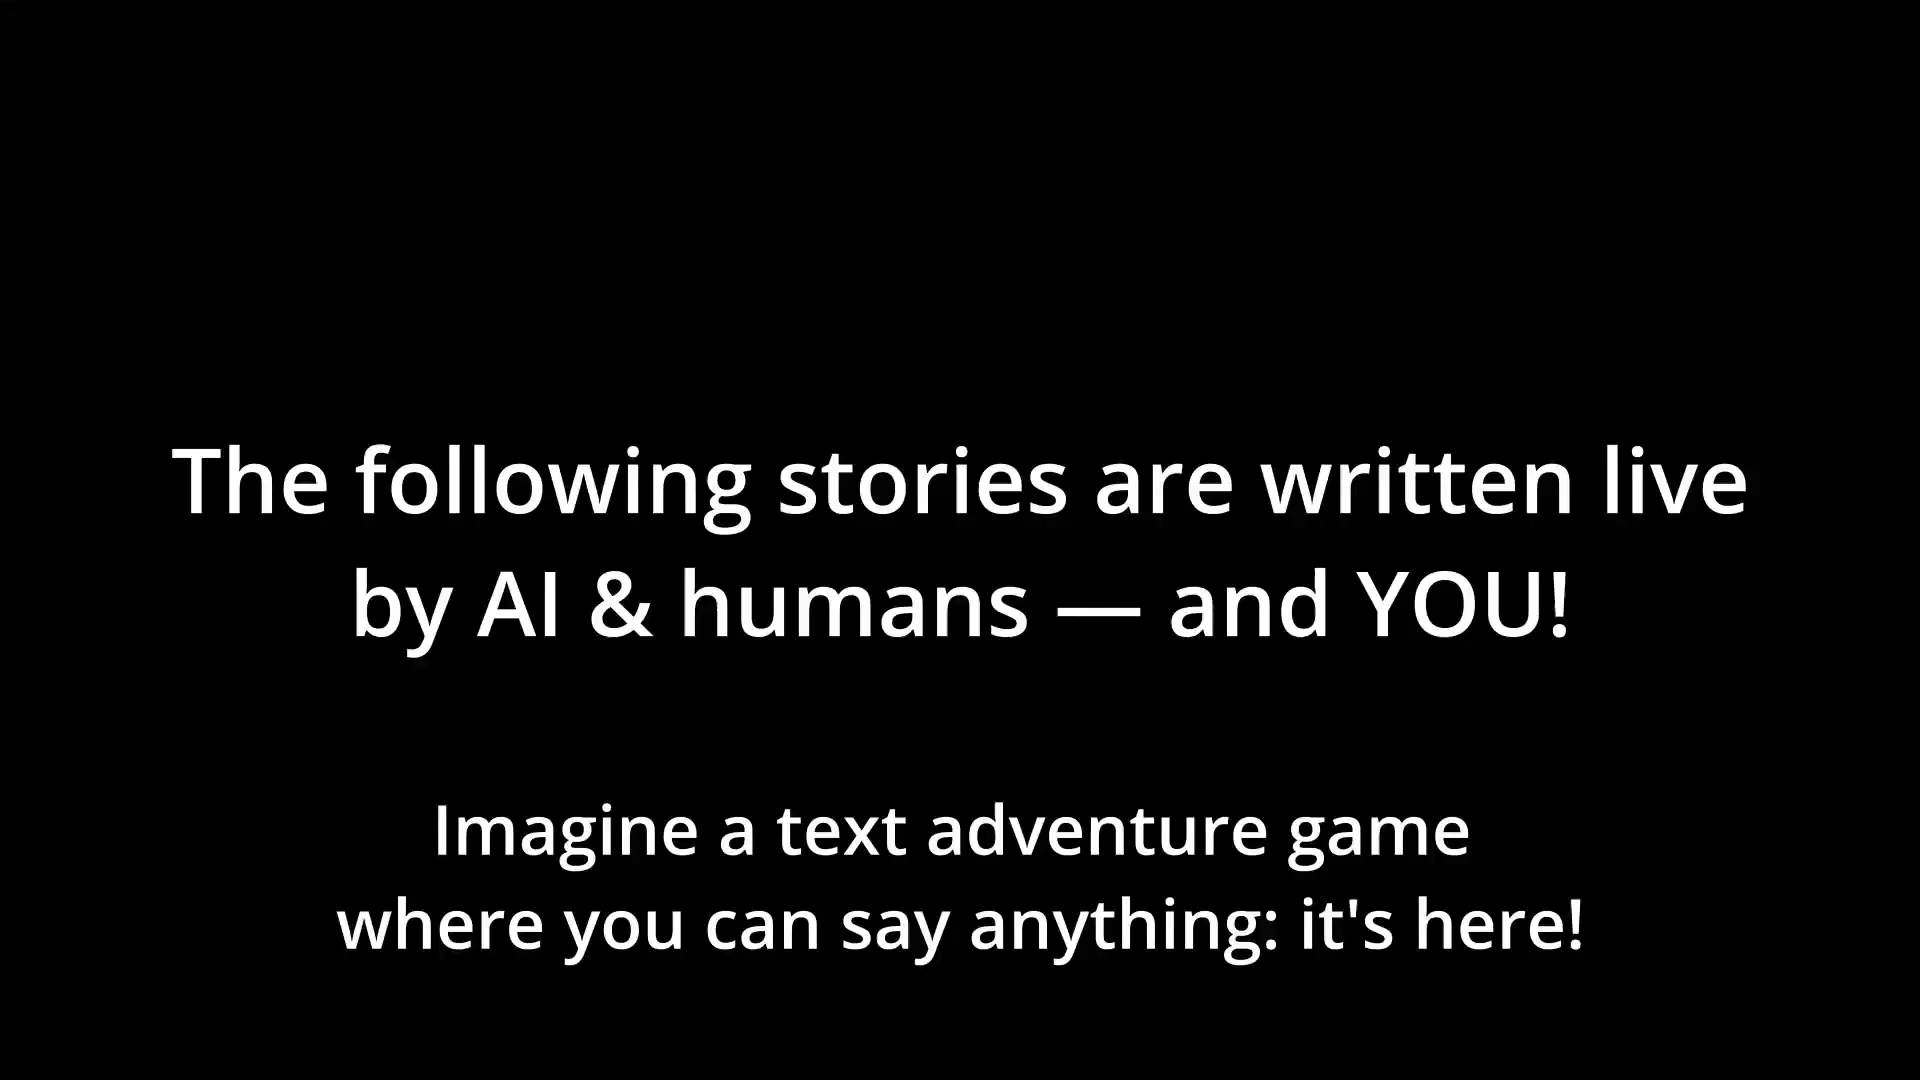 The following stories are written live
by AI & humans — and YOU!
Imagine a text adventure game
where you can say anything: it's here!